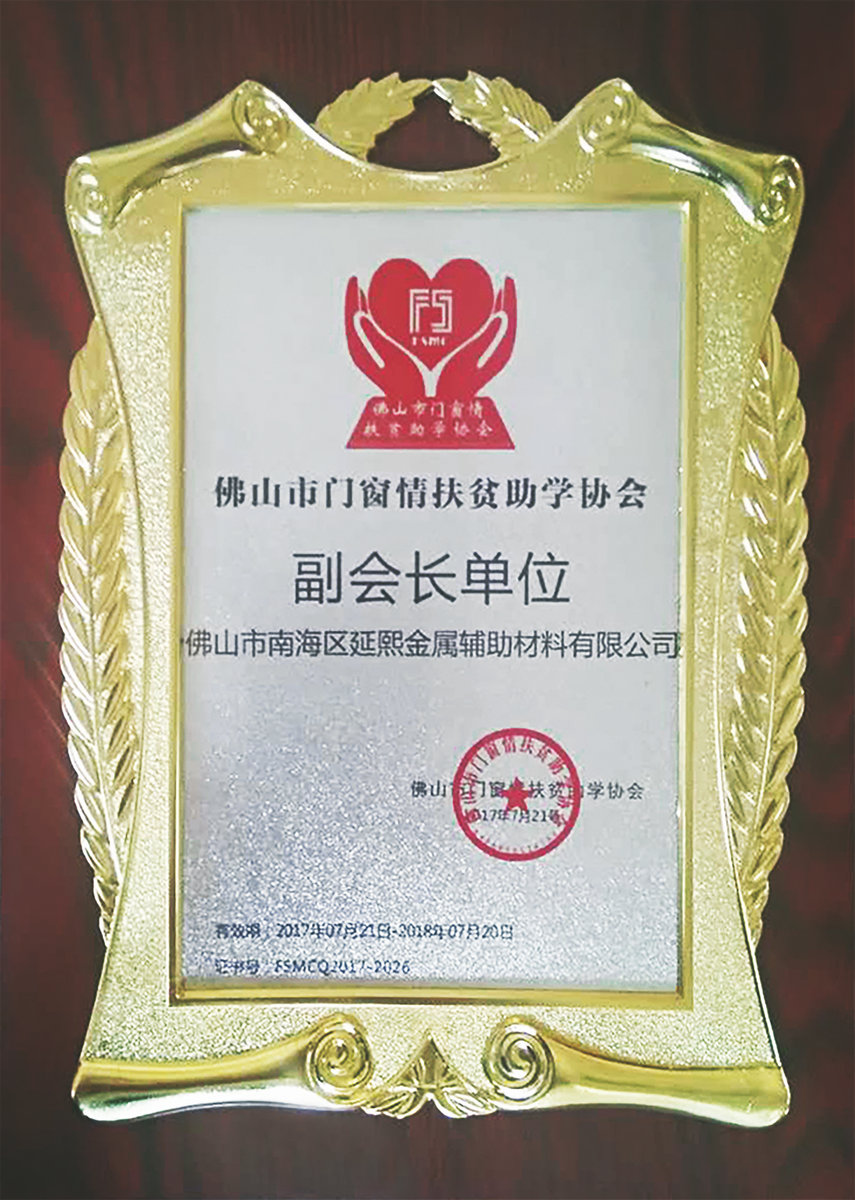 FS
FSMC
佛山市门窗情
扶贫助学协会
佛山市门窗情扶贫助学协会
副会长单位
佛山市南海区延熙金属辅助材料有限公司
佛山市门窗情扶贫助学协会
2017年7月21日
有效期：2017年07月21日-2018年07月20日
证书号：FSMCQ2017-2026